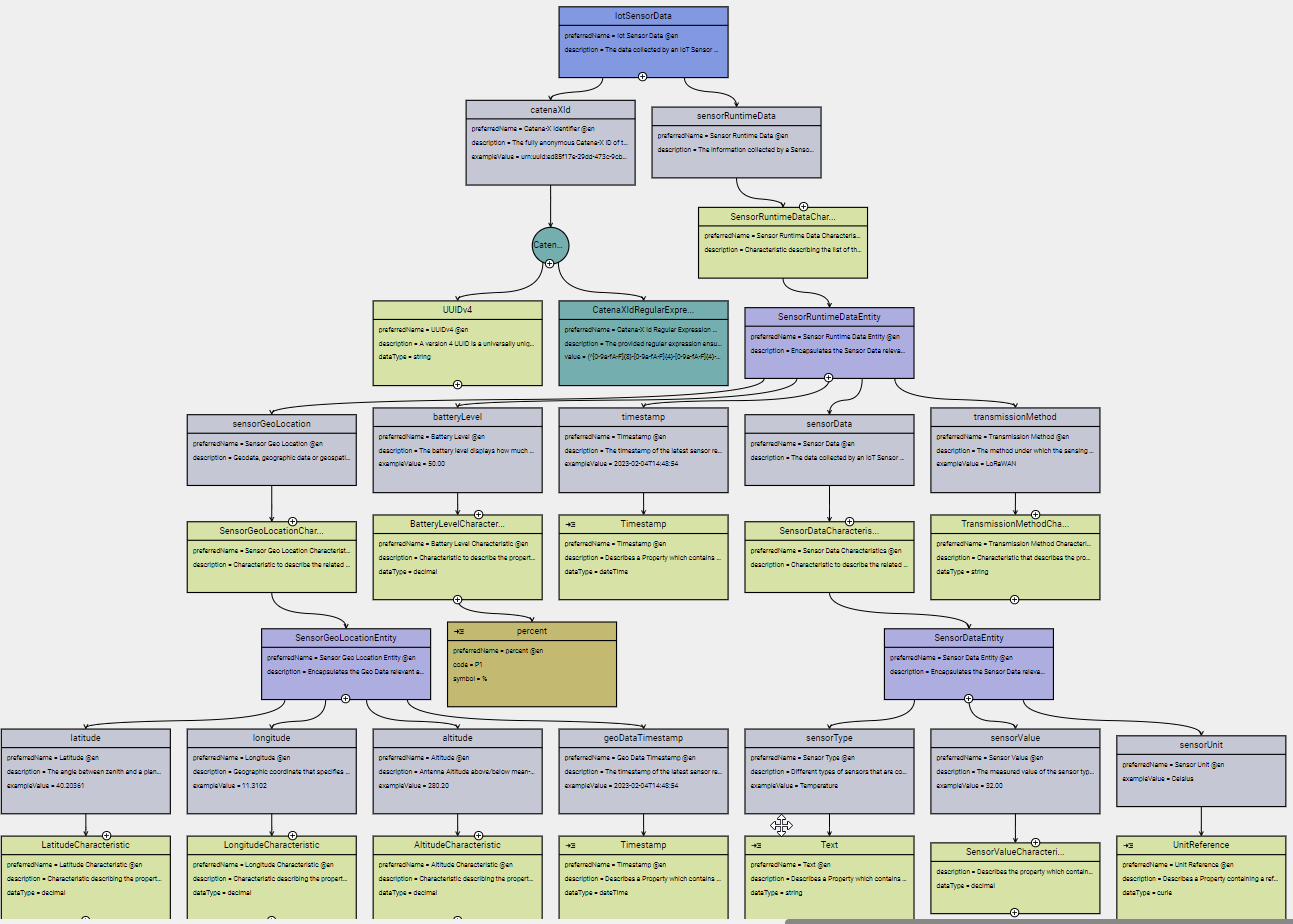 IotSensorData
preferredName = Iot Sensor Data @en
description = The data collected by an IoT Sensor ...
catenaXId
preferredName = Catena-X Identifier @en
description = The fully anonymous Catena-X ID of t...
exampleValue = urn:uuid:ed85f17e-29dd-473c-9cb...
sensorRuntimeData
preferredName = Sensor Runtime Data @en
description = The information collected by a Senso...
Caten...
SensorRuntimeDataChar...
preferredName = Sensor Runtime Data Characteris...
description = Characteristic describing the list of th...
UUIDv4
preferredName = UUIDv4 @en
description = A version 4 UUID is a universally uniq...
dataType = string
CatenaXIdRegularExpre...
preferredName = Catena-X Id Regular Expression ...
description = The provided regular expression ensu...
value = (^[0-9a-fA-F]{8}-[0-9a-fA-F]{4}-[0-9a-fA-F]{4}-...
SensorRuntimeDataEntity
preferredName = Sensor Runtime Data Entity @en
description = Encapsulates the Sensor Data releva...
sensorGeoLocation
preferredName = Sensor Geo Location @en
description = Geodata, geographic data or geospati...
batteryLevel
preferredName = Battery Level @en
description = The battery level displays how much ...
exampleValue = 50.00
timestamp
preferredName = Timestamp @en
description = The timestamp of the latest sensor re...
exampleValue = 2023-02-04T14:48:54
sensorData
preferredName = Sensor Data @en
description = The data collected by an IoT Sensor ...
transmissionMethod
preferredName = Transmission Method @en
description = The method under which the sensing ...
exampleValue = LoRaWAN
SensorGeoLocationChar...
preferredName = Sensor Geo Location Characterist...
description = Characteristic to describe the related ...
BatteryLevelCharacter...
preferredName = Battery Level Characteristic @en
description = Characteristic to describe the propert...
dataType = decimal
Timestamp
preferredName = Timestamp @en
description = Describes a Property which contains ...
dataType = dateTime
SensorDataCharacteris...
preferredName = Sensor Data Characteristics @en
description = Characteristic to describe the related ...
TransmissionMethodCha...
preferredName = Transmission Method Characteri...
description = Characteristic that describes the pro...
dataType = string
SensorGeoLocationEntity
preferredName = Sensor Geo Location Entity @en
description = Encapsulates the Geo Data relevant a...
percent
preferredName = percent @en
code = P1
symbol = %
SensorDataEntity
preferredName = Sensor Data Entity @en
description = Encapsulates the Sensor Data releva...
latitude
preferredName = Latitude @en
description = The angle between zenith and a plan...
exampleValue = 40.20361
longitude
preferredName = Longitude @en
description = Geographic coordinate that specifies ...
exampleValue = 11.3102
altitude
preferredName = Altitude @en
description = Antenna Altitude above/below mean-...
exampleValue = 280.20
geoDataTimestamp
preferredName = Geo Data Timestamp @en
description = The timestamp of the latest sensor re...
exampleValue = 2023-02-04T14:48:54
sensorType
preferredName = Sensor Type @en
description = Different types of sensors that are co...
exampleValue = Temperature
sensorValue
preferredName = Sensor Value @en
description = The measured value of the sensor typ...
exampleValue = 32.00
sensorUnit
preferredName = Sensor Unit @en
exampleValue = Celsius
LatitudeCharacteristic
preferredName = Latitude Characteristic @en
description = Characteristic describing the propert...
dataType = decimal
LongitudeCharacteristic
preferredName = Longitude Characteristic @en
description = Characteristic describing the propert...
dataType = decimal
AltitudeCharacteristic
preferredName = Altitude Characteristic @en
description = Characteristic describing the propert...
dataType = decimal
Timestamp
preferredName = Timestamp @en
description = Describes a Property which contains ...
dataType = dateTime
Text
preferredName = Text @en
description = Describes a Property which contains ...
dataType = string
SensorValueCharacteri...
description = Describes the property which contain...
dataType = decimal
UnitReference
preferredName = Unit Reference @en
description = Describes a Property containing a ref...
dataType = curie